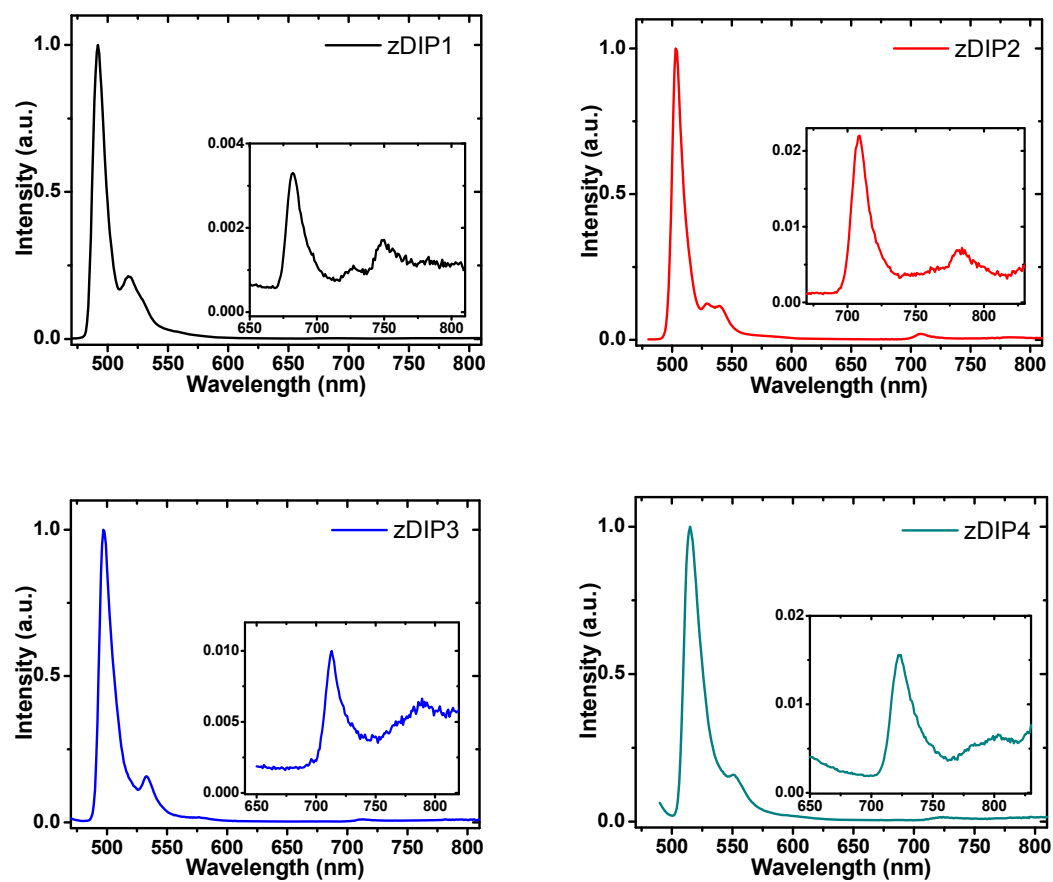 zDIP1
Intensity (a.u.)
1.0
0.5
0.0
0.004
0.002
0.000
650 700 750 800
500 550 600 650 700 750 800
Wavelength (nm)
zDIP2
Intensity (a.u.)
1.0
0.5
0.0
0.02
0.01
0.00
700 750 800
500 550 600 650 700 750 800
Wavelength (nm)
zDIP3
Intensity (a.u.)
1.0
0.5
0.0
0.010
0.005
0.000
650 700 750 800
500 550 600 650 700 750 800
Wavelength (nm)
zDIP4
Intensity (a.u.)
1.0
0.5
0.0
0.02
0.01
0.00
650 700 750 800
500 550 600 650 700 750 800
Wavelength (nm)